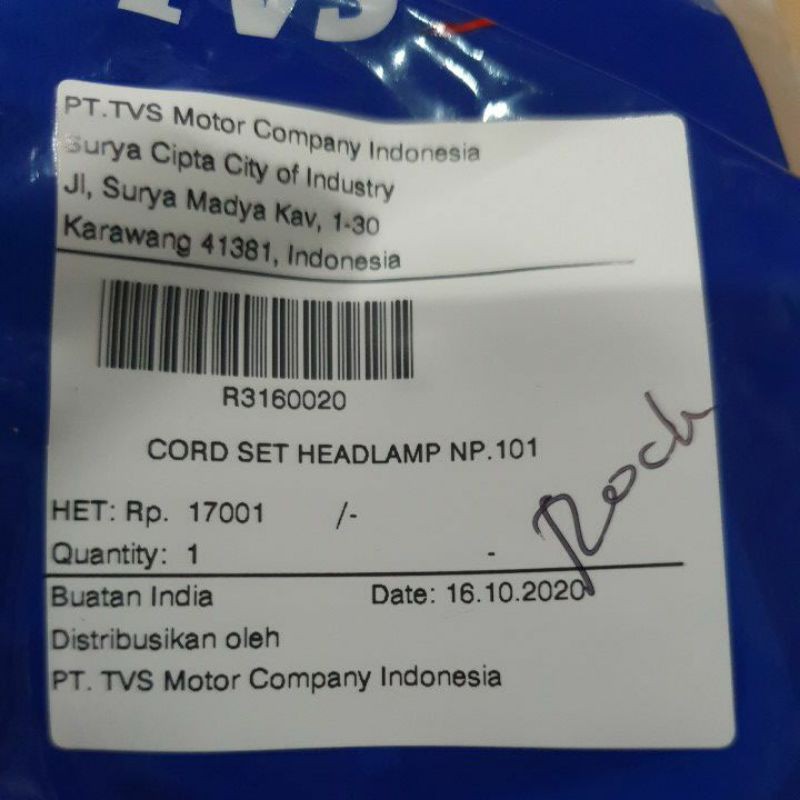 TVS
PT.TVS Motor Company Indonesia
Surya Cipta City of Industry
Jl, Surya Madya Kav, 1-30
Karawang 41381, Indonesia
R3160020
CORD SET HEADLAMP NP.101
HET: Rp. 17001 /-
Quantity: 1 -
Rock
Buatan India Date: 16.10.2020
Distribusikan oleh
PT. TVS Motor Company Indonesia